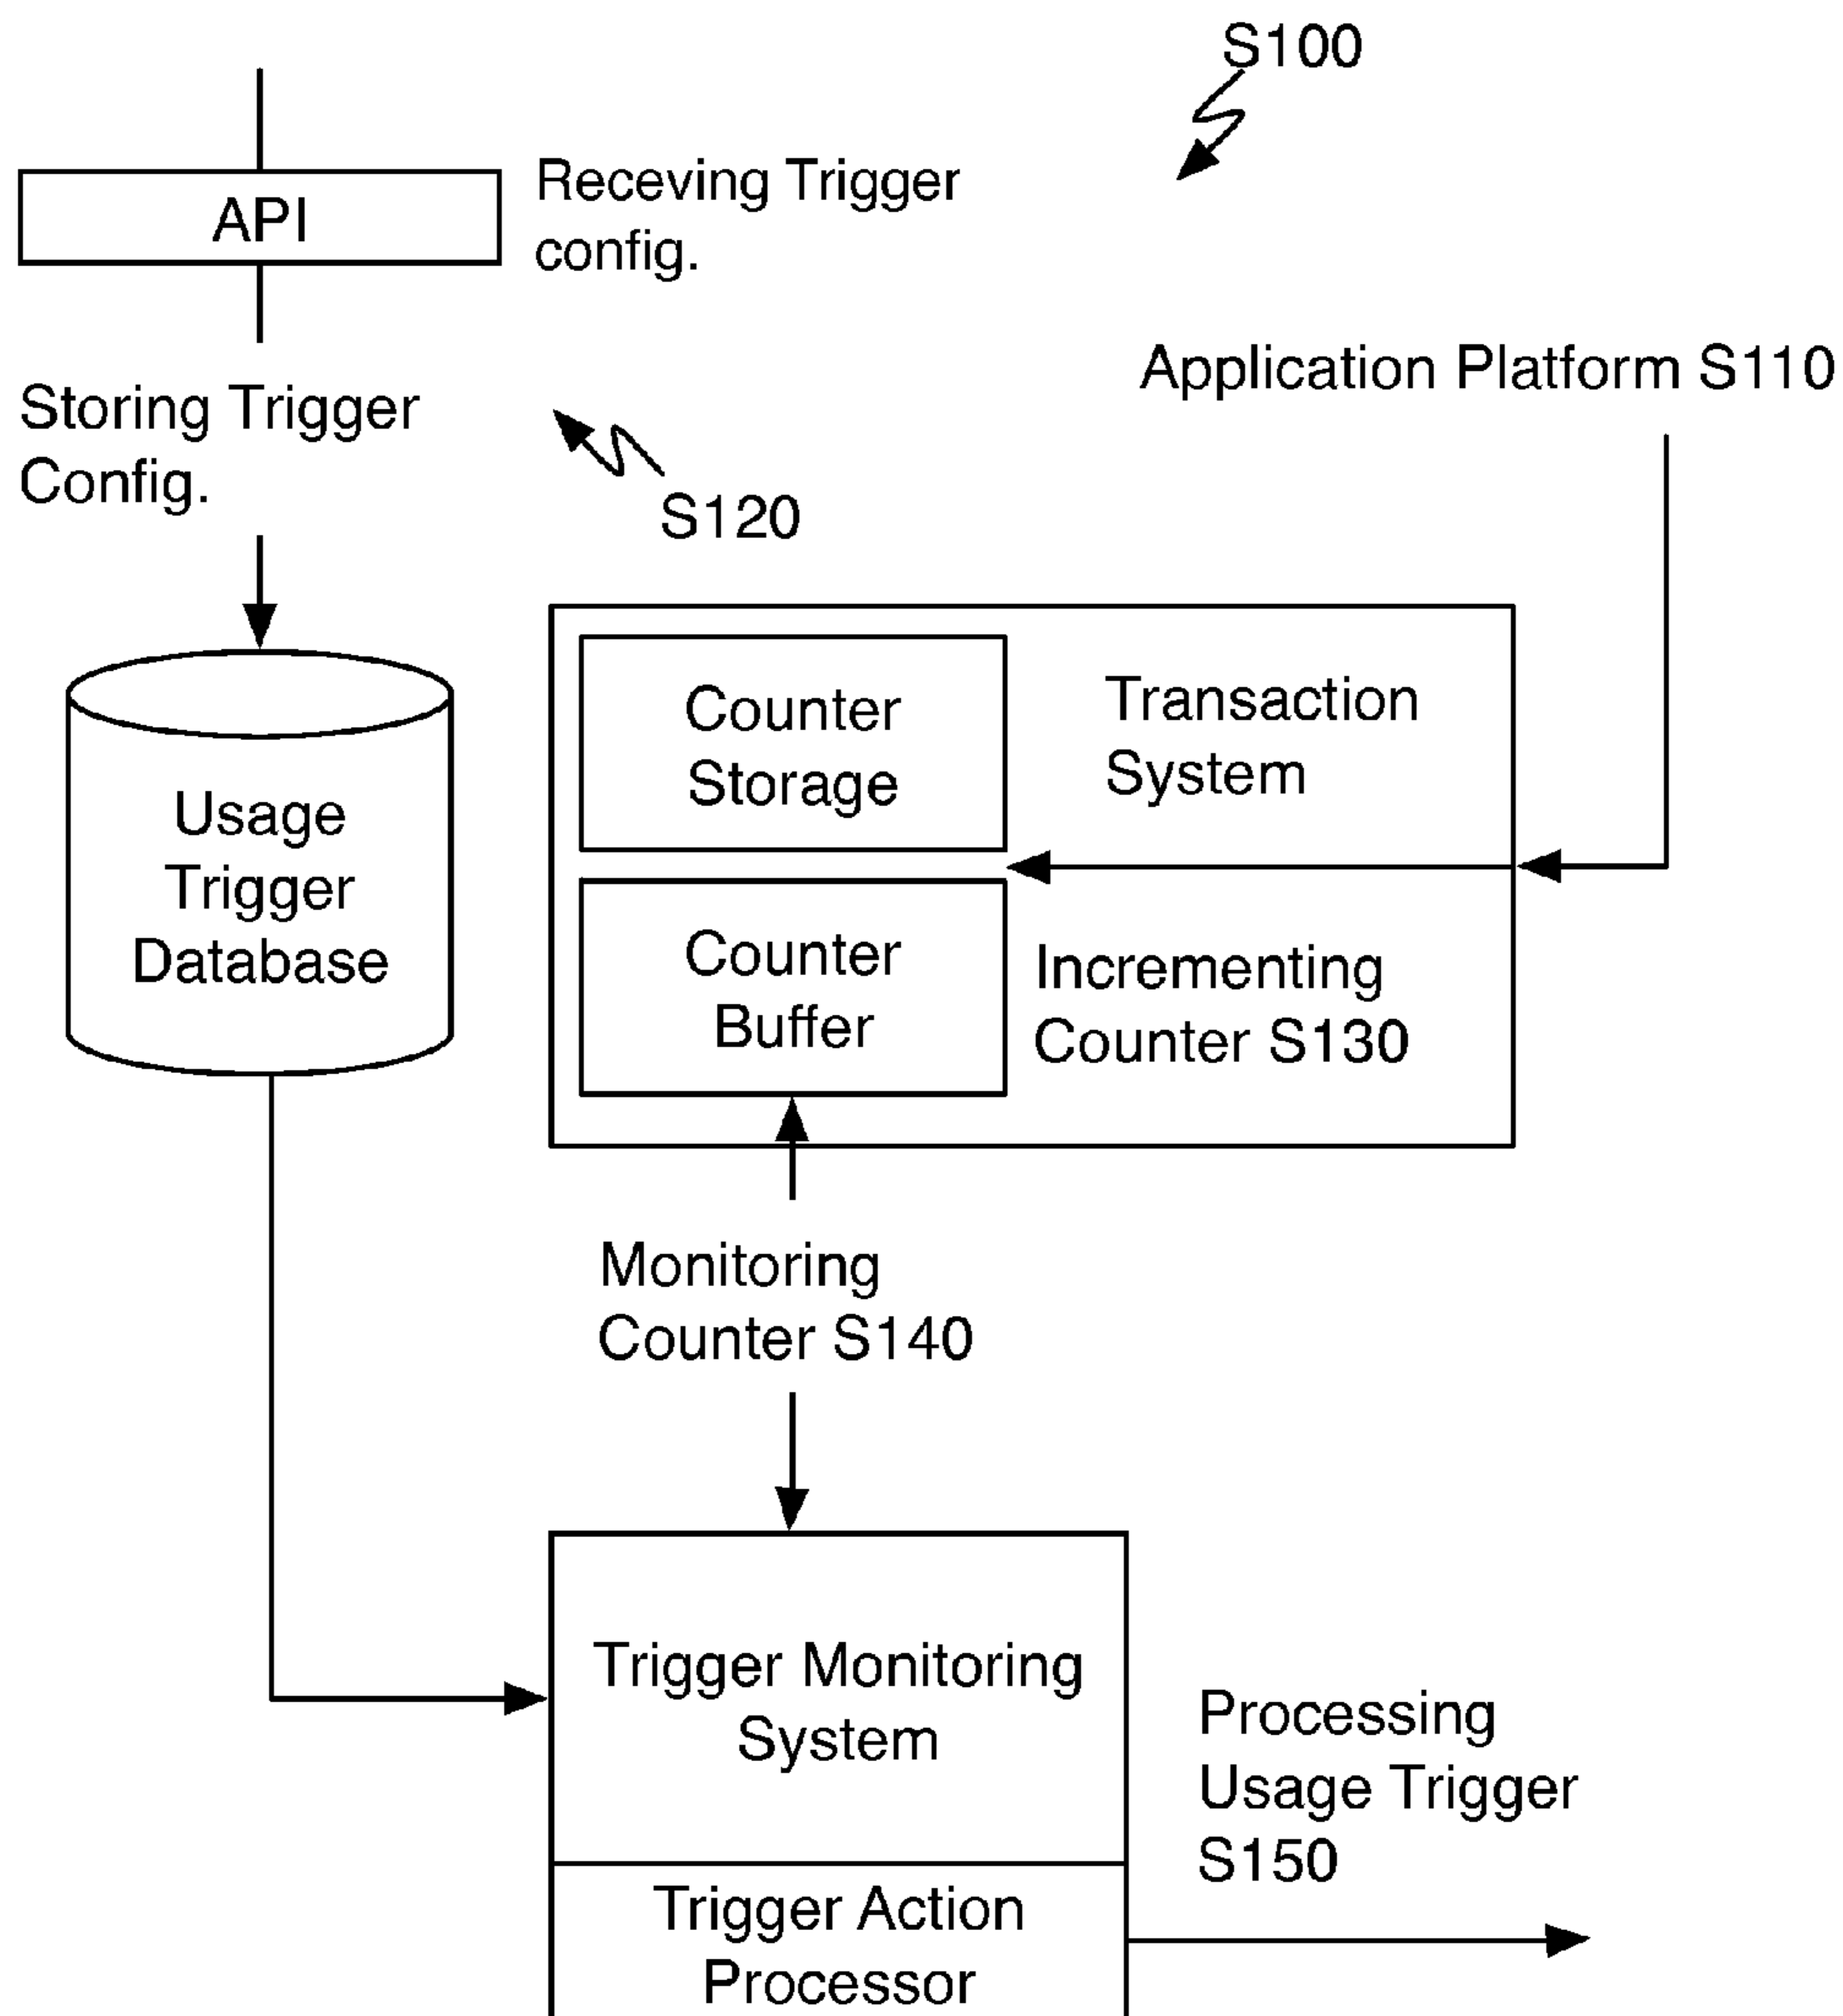 S100
API
Receving Trigger
config.
Application Platform S110
Storing Trigger
Config.
S120
Usage
Trigger
Database
Counter
Storage
Transaction
System
Counter
Buffer
Incrementing
Counter S130
Monitoring
Counter S140
Trigger Monitoring
System
Processing
Usage Trigger
S150
Trigger Action
Processor